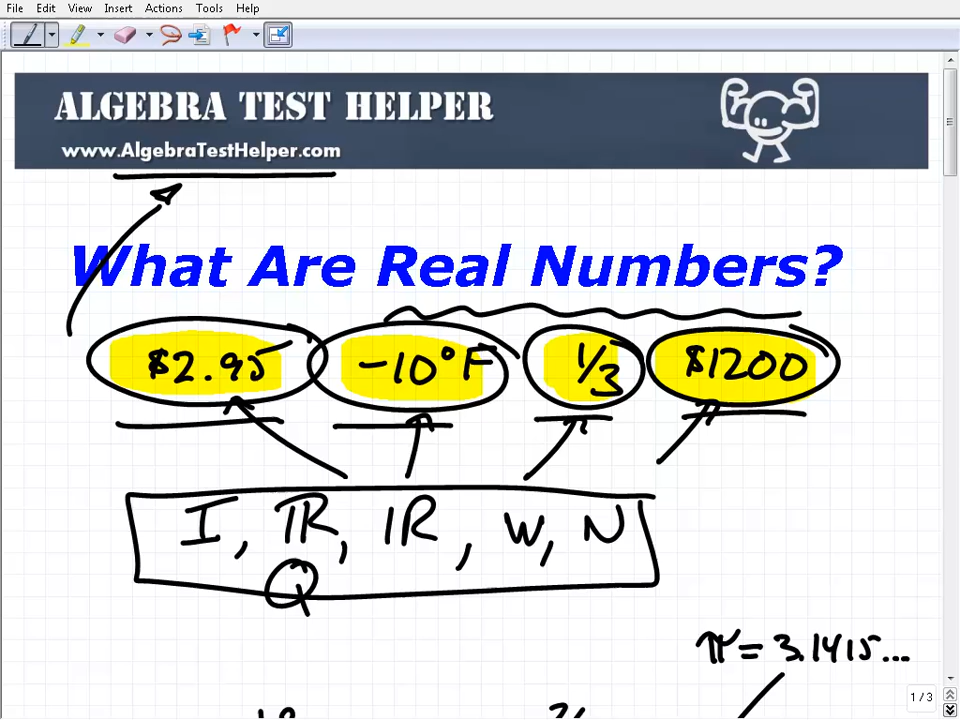 File Edit View Insert Actions Tools Help
ALGEBRA TEST HELPER
www.AlgebraTestHelper.com
What Are Real Numbers?
$2.95 -10°F 1/3 $1200
I, IR, IR, W, N
Q
π = 3.1415...
1 / 3